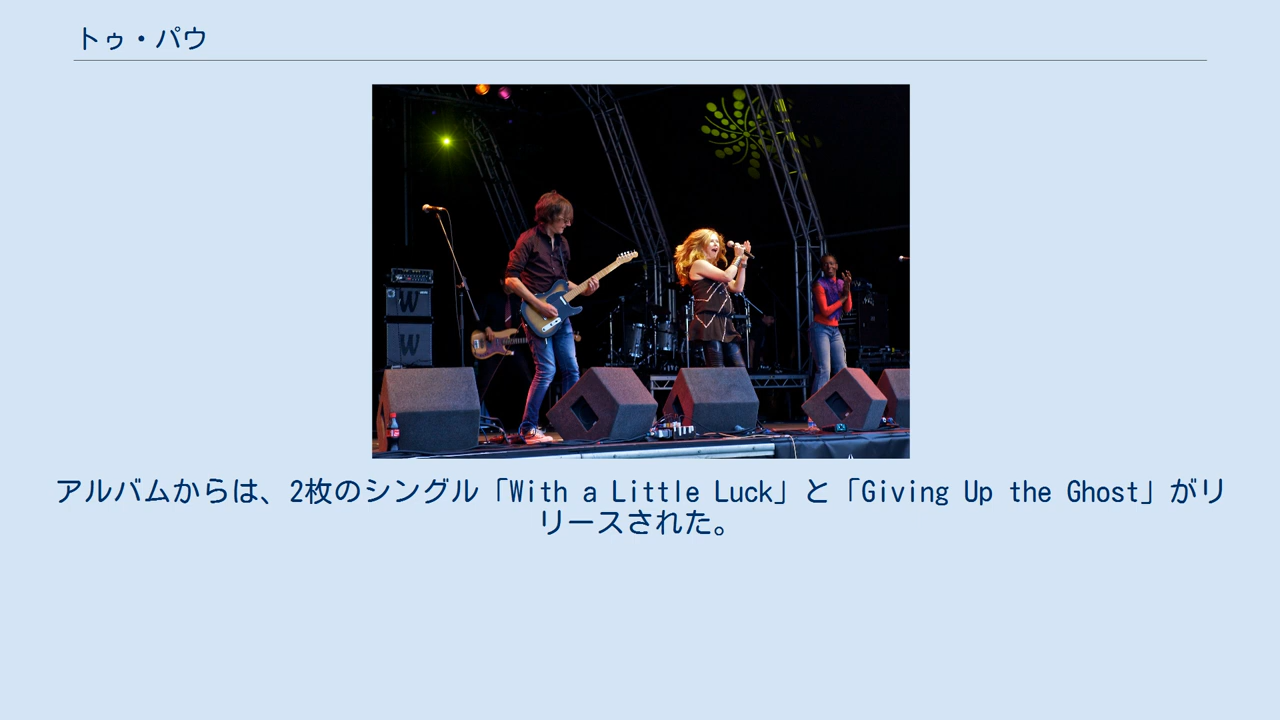 トゥ・パウ
アルバムからは、2枚のシングル「With a Little Luck」と「Giving Up the Ghost」がリ
リースされた。